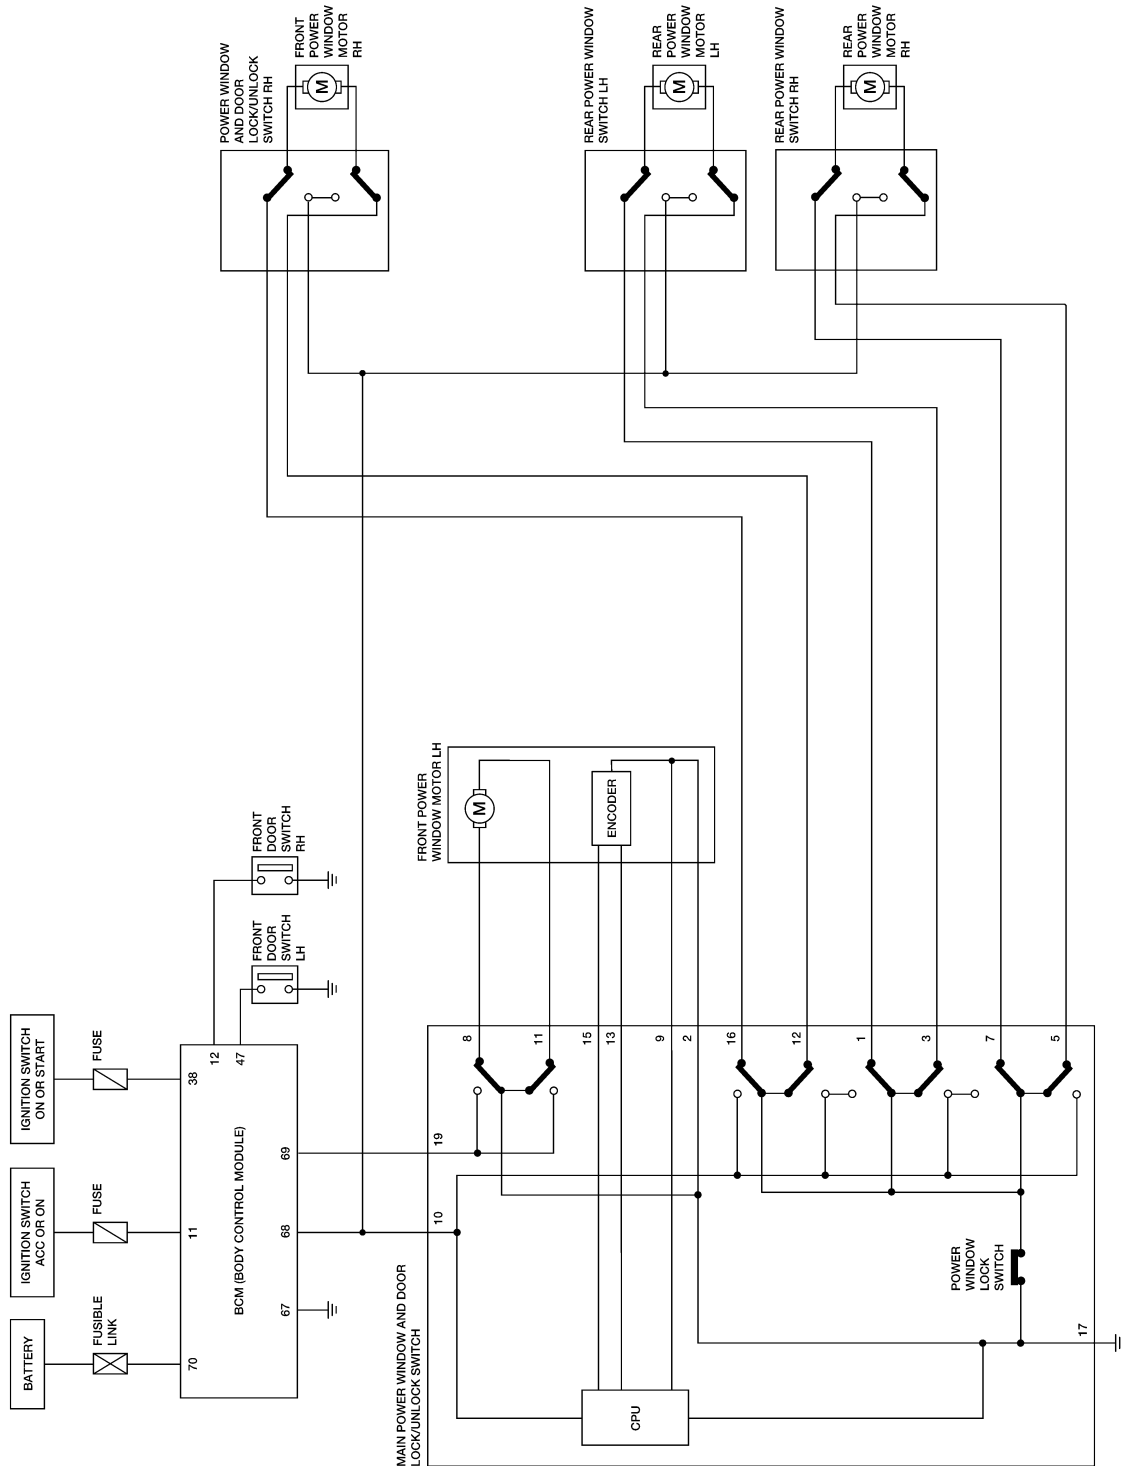 POWER WINDOW
AND DOOR
LOCK/UNLOCK
SWITCH RH
FRONT
POWER
WINDOW
MOTOR
RH
M
REAR POWER WINDOW
SWITCH LH
REAR
POWER
WINDOW
MOTOR
LH
M
REAR POWER WINDOW
SWITCH RH
REAR
POWER
WINDOW
MOTOR
RH
M
FRONT POWER
WINDOW MOTOR LH
M
ENCODER
FRONT
DOOR
SWITCH
RH
FRONT
DOOR
SWITCH
LH
IGNITION SWITCH
ON OR START
FUSE
IGNITION SWITCH
ACC OR ON
FUSE
BATTERY
FUSIBLE
LINK
BCM (BODY CONTROL MODULE)
12
47
38
11
70
69
68
67
MAIN POWER WINDOW AND DOOR
LOCK/UNLOCK SWITCH
19
10
8
11
15
13
9
2
16
12
1
3
7
5
17
POWER
WINDOW
LOCK
SWITCH
CPU